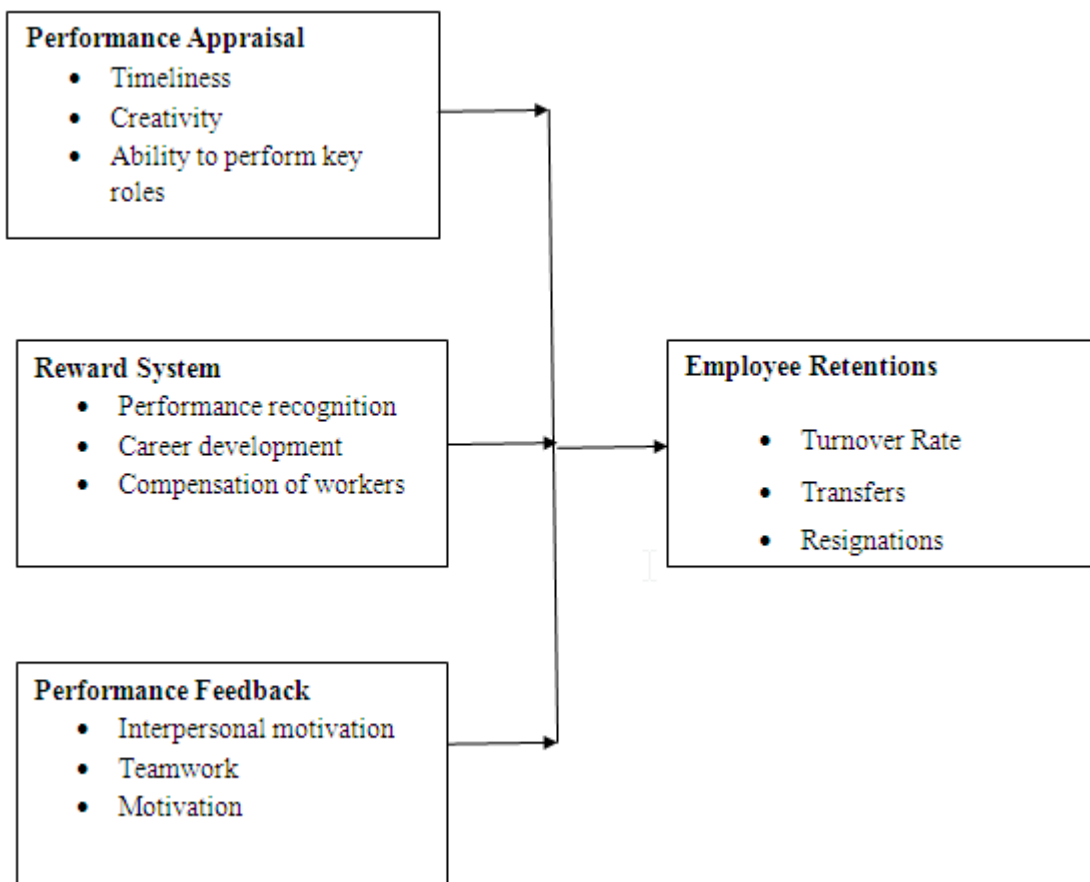 Performance Appraisal
• Timeliness
• Creativity
• Ability to perform key
roles
Reward System
• Performance recognition
• Career development
• Compensation of workers
Employee Retentions
• Turnover Rate
• Transfers
• Resignations
Performance Feedback
• Interpersonal motivation
• Teamwork
• Motivation